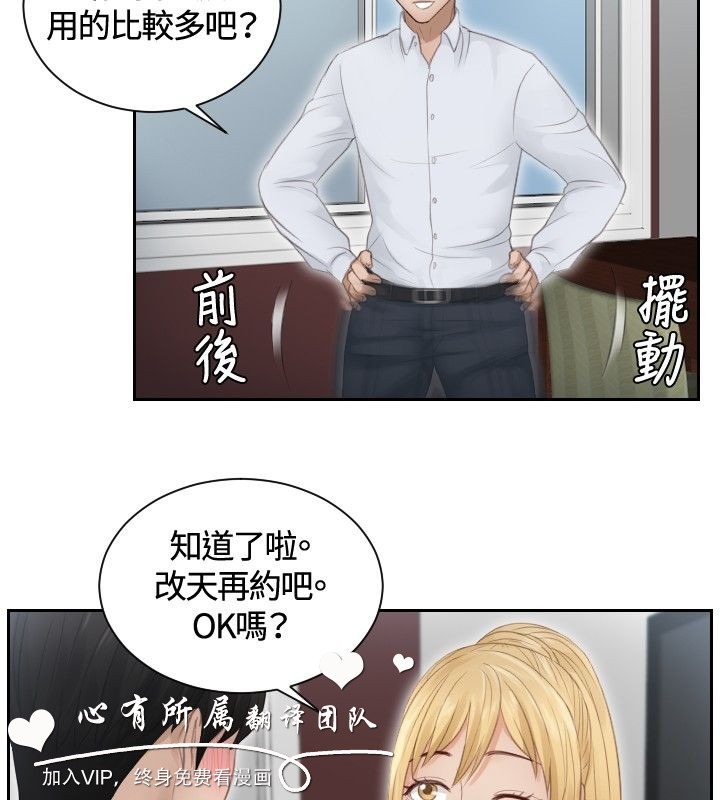 用的比較多吧？
前後
擺動
知道了啦。
改天再約吧。
OK嗎？
心有所属翻译团队
加入VIP，终身免费看漫画